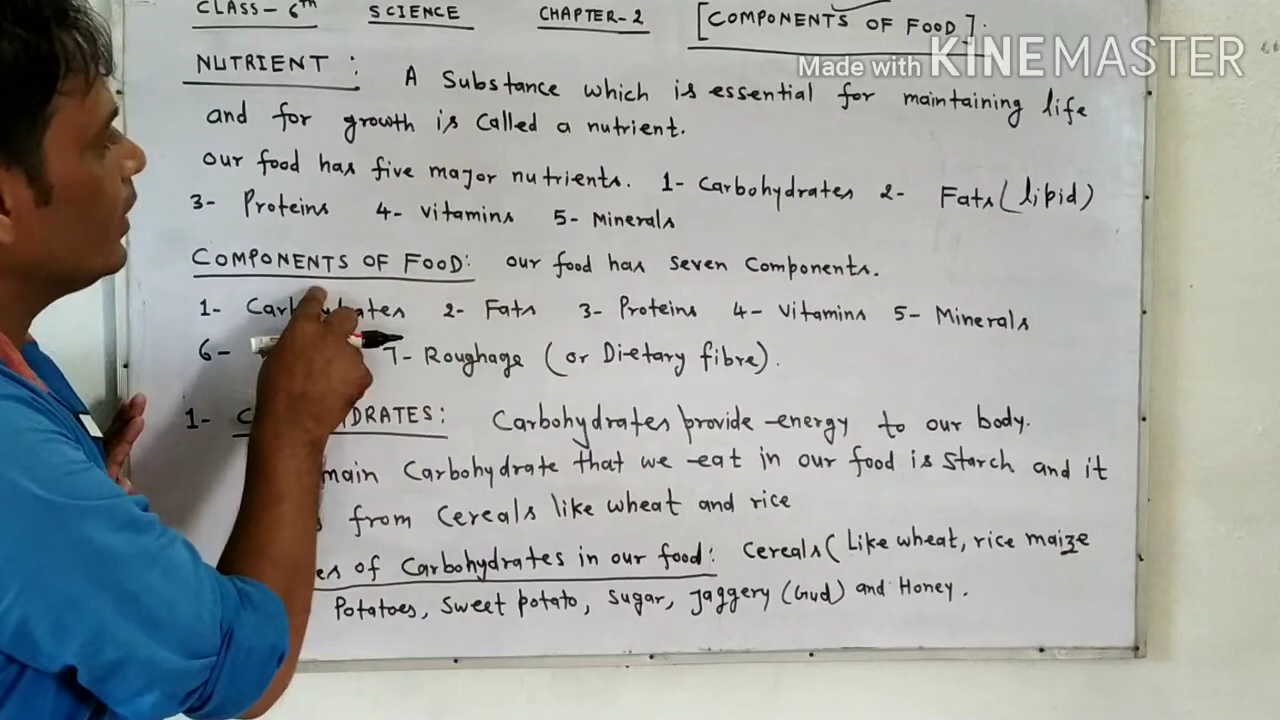 CLASS- 6th SCIENCE CHAPTER-2 [COMPONENTS OF FOOD].
Made with KINEMASTER
NUTRIENT : A Substance which is essential for maintaining life
and for growth is called a nutrient.
our food has five major nutrients. 1- Carbohydrates 2- Fats (lipid)
3- Proteins 4- Vitamins 5- Minerals
COMPONENTS OF FOOD: our food has seven components.
1- Carbohydrates 2- Fats 3- Proteins 4- Vitamins 5- Minerals
6- 7- Roughage (or Dietary fibre).
1- CARBOHYDRATES: Carbohydrates provide energy to our body.
main Carbohydrate that we eat in our food is starch and it
from Cereals like wheat and rice
of Carbohydrates in our food: Cereals (Like wheat, rice maize
Potatoes, Sweet potato, Sugar, Jaggery (Gud) and Honey.